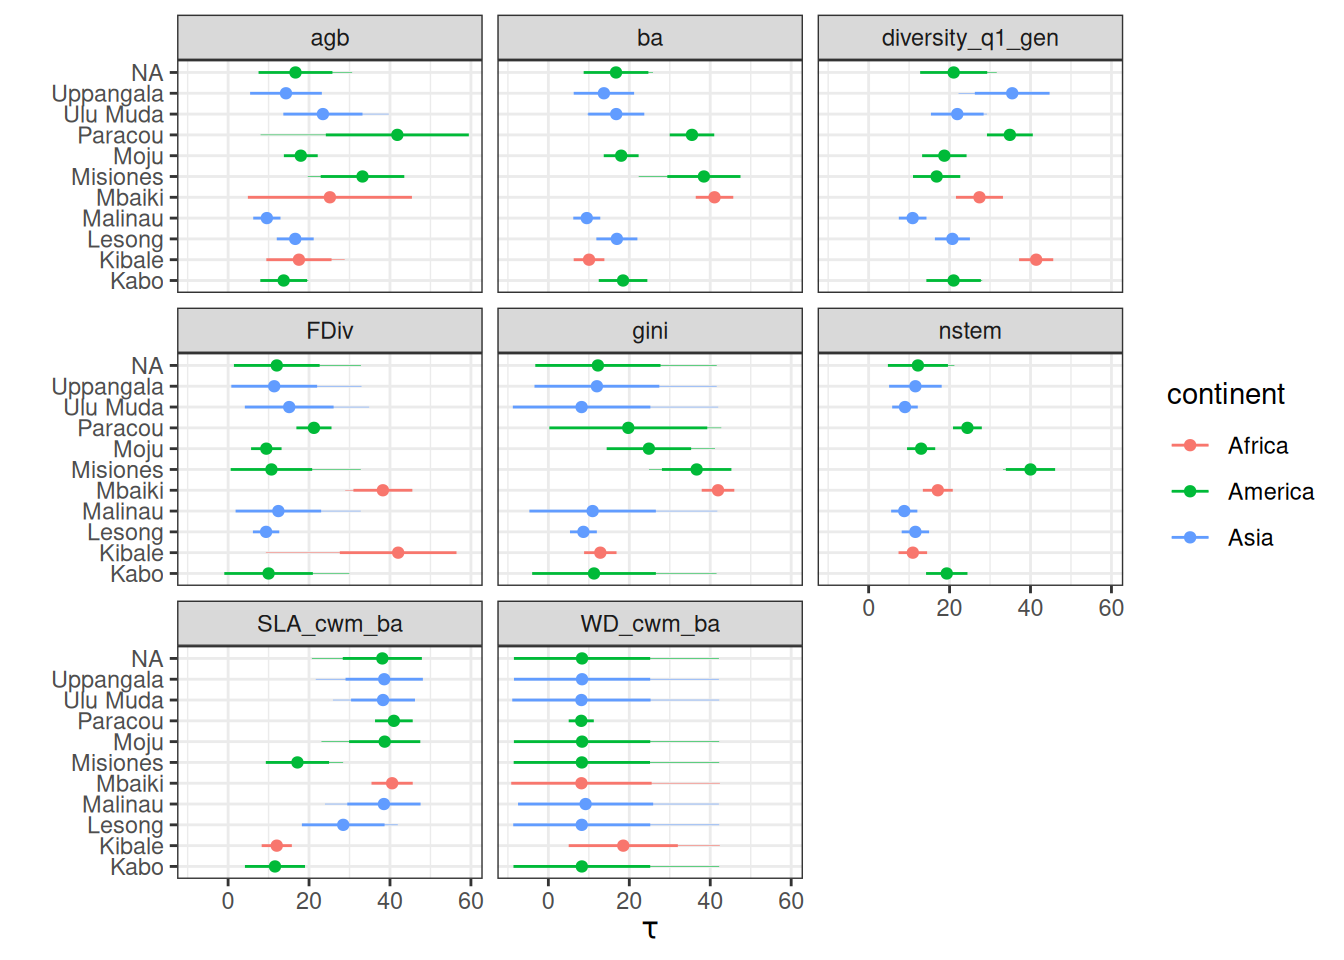 agb
ba
diversity_q1_gen
NA
Uppangala
Ulu Muda
Paracou
Moju
Misiones
Mbaiki
Malinau
Lesong
Kibale
Kabo
FDiv
gini
nstem
NA
Uppangala
Ulu Muda
Paracou
Moju
Misiones
Mbaiki
Malinau
Lesong
Kibale
Kabo
0 20 40 60
SLA_cwm_ba
WD_cwm_ba
NA
Uppangala
Ulu Muda
Paracou
Moju
Misiones
Mbaiki
Malinau
Lesong
Kibale
Kabo
0 20 40 60
0 20 40 60
τ
continent
Africa
America
Asia